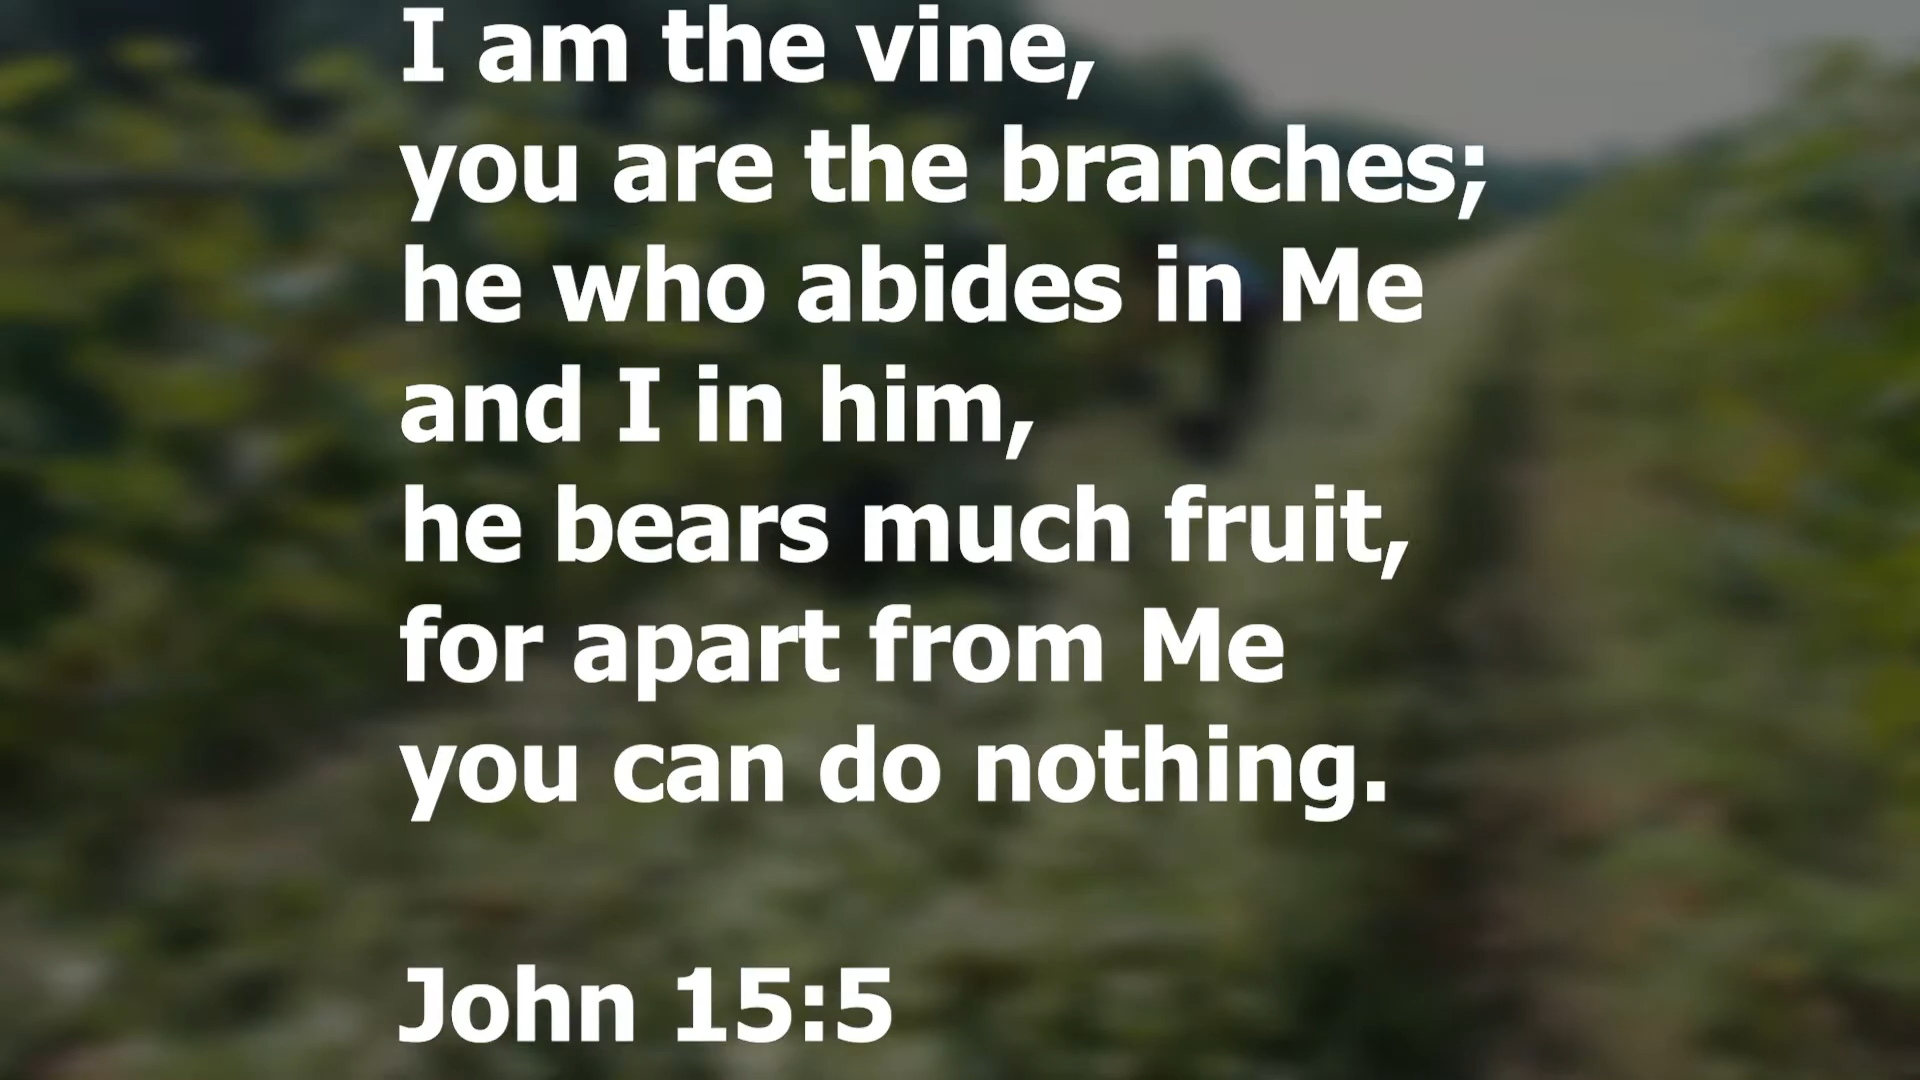 I am the vine,
you are the branches;
he who abides in Me
and I in him,
he bears much fruit,
for apart from Me
you can do nothing.
John 15:5